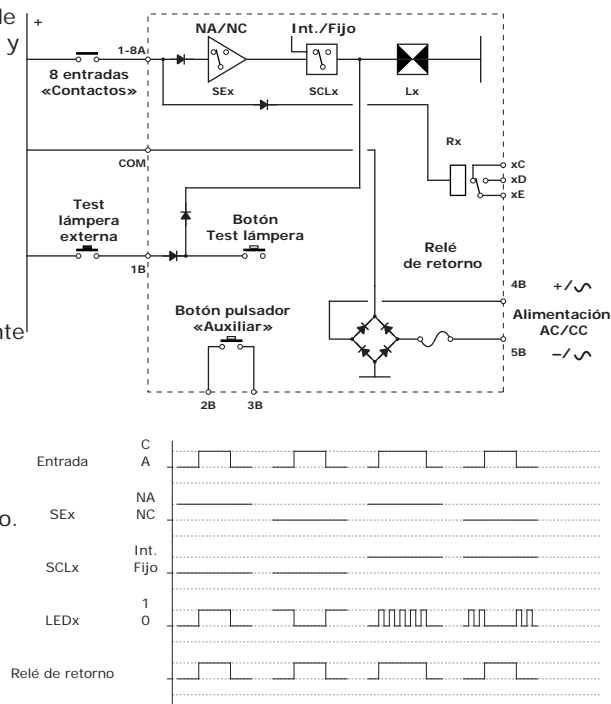 de
y
+
NA/NC
Int./Fijo
1-8A
8 entradas
«Contactos»
SEx
SCLx
Lx
Rx
COM
xC
xD
xE
Test
lámpera
externa
Botón
Test lámpera
1B
Relé
de retorno
4B
+/
Botón pulsador
«Auxiliar»
Alimentación
AC/CC
nte
5B
−/
2B
3B
C
Entrada
A
NA
SEx
NC
o.
Int.
SCLx
Fijo
1
LEDx
0
Relé de retorno